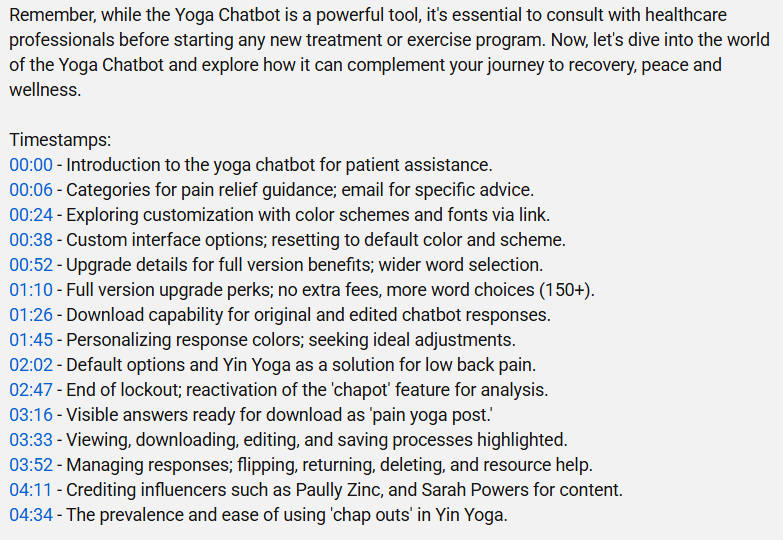 Remember, while the Yoga Chatbot is a powerful tool, it's essential to consult with healthcare
professionals before starting any new treatment or exercise program. Now, let's dive into the world
of the Yoga Chatbot and explore how it can complement your journey to recovery, peace and
wellness.
Timestamps:
00:00 - Introduction to the yoga chatbot for patient assistance.
00:06 - Categories for pain relief guidance; email for specific advice.
00:24 - Exploring customization with color schemes and fonts via link.
00:38 - Custom interface options; resetting to default color and scheme.
00:52 - Upgrade details for full version benefits; wider word selection.
01:10 - Full version upgrade perks; no extra fees, more word choices (150+).
01:26 - Download capability for original and edited chatbot responses.
01:45 - Personalizing response colors; seeking ideal adjustments.
02:02 - Default options and Yin Yoga as a solution for low back pain.
02:47 - End of lockout; reactivation of the 'chapot' feature for analysis.
03:16 - Visible answers ready for download as 'pain yoga post.'
03:33 - Viewing, downloading, editing, and saving processes highlighted.
03:52 - Managing responses; flipping, returning, deleting, and resource help.
04:11 - Crediting influencers such as Paully Zinc, and Sarah Powers for content.
04:34 - The prevalence and ease of using 'chap outs' in Yin Yoga.